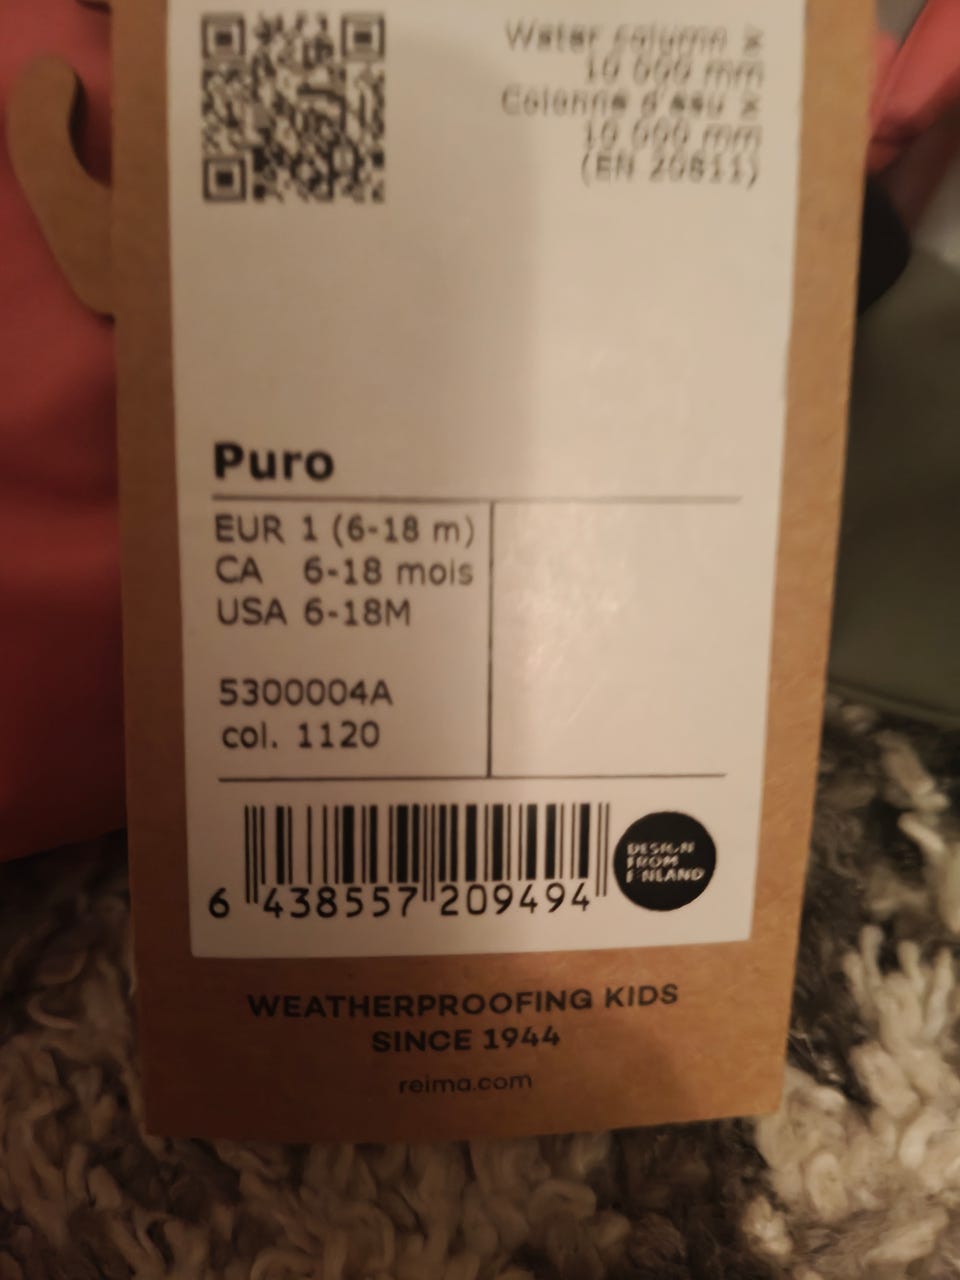 Water column ≥
10 000 mm
Colonne d'eau ≥
10 000 mm
(EN 20811)
Puro
EUR 1 (6-18 m)
CA 6-18 mois
USA 6-18M
5300004A
col. 1120
6 438557 209494
DESIGN
FROM
FINLAND
WEATHERPROOFING KIDS
SINCE 1944
reima.com